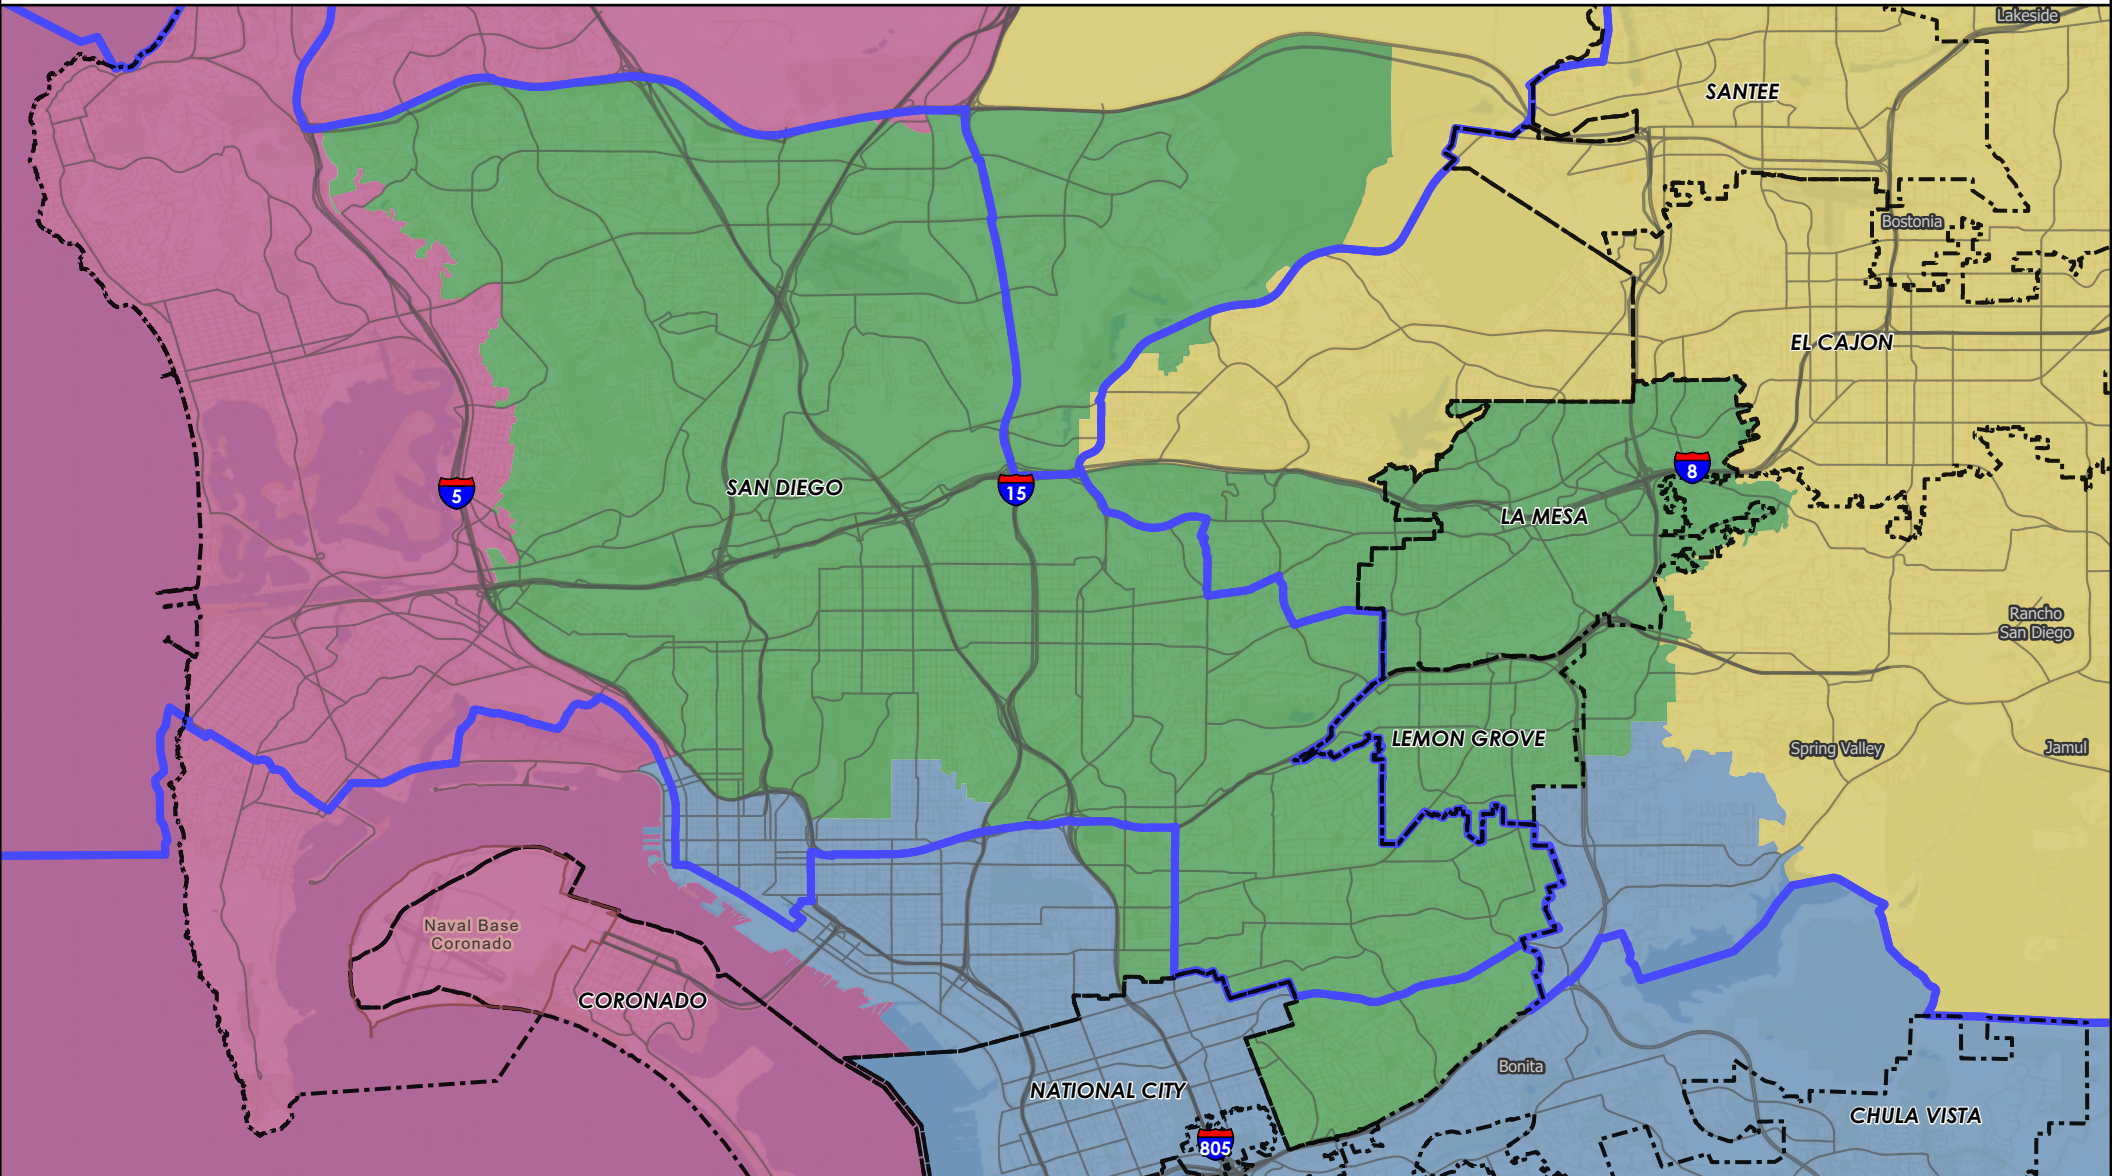 Lakeside
SANTEE
Bostonia
EL CAJON
8
5
SAN DIEGO
15
LA MESA
Rancho
San Diego
LEMON GROVE
Spring Valley
Jamul
Naval Base
Coronado
CORONADO
Bonita
NATIONAL CITY
CHULA VISTA
805